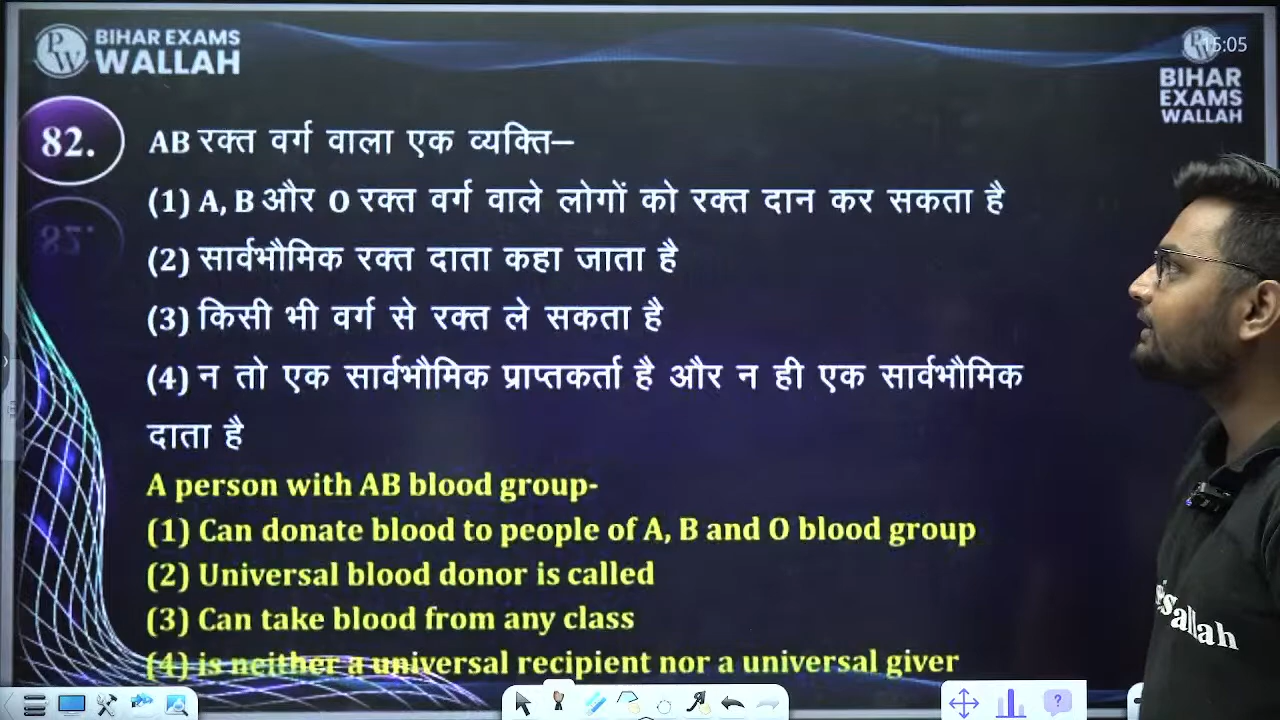 BIHAR EXAMS
WALLAH
15:05
BIHAR
EXAMS
WALLAH
82.
AB रक्त वर्ग वाला एक व्यक्ति–
(1) A, B और O रक्त वर्ग वाले लोगों को रक्त दान कर सकता है
(2) सार्वभौमिक रक्त दाता कहा जाता है
(3) किसी भी वर्ग से रक्त ले सकता है
(4) न तो एक सार्वभौमिक प्राप्तकर्ता है और न ही एक सार्वभौमिक
दाता है
A person with AB blood group-
(1) Can donate blood to people of A, B and O blood group
(2) Universal blood donor is called
(3) Can take blood from any class
(4) is neither a universal recipient nor a universal giver